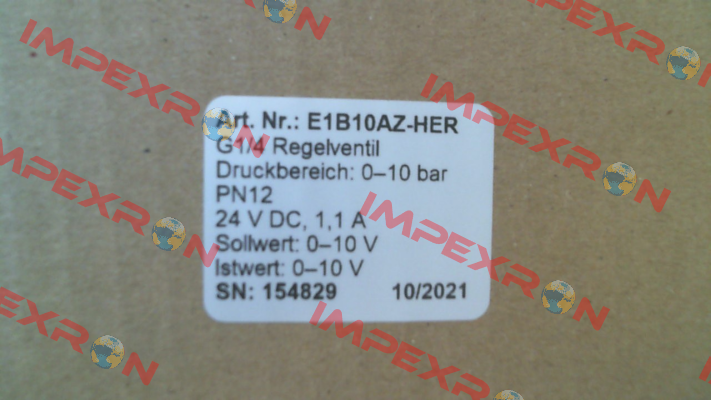 IMPEXRON
Art. Nr.: E1B10AZ-HER
G1/4 Regelventil
Druckbereich: 0–10 bar
PN12
24 V DC, 1,1 A
Sollwert: 0–10 V
Istwert: 0–10 V
SN: 154829 10/2021
IMPEXRON
IMPEXRON
IMPEXRON
IMPEXRON